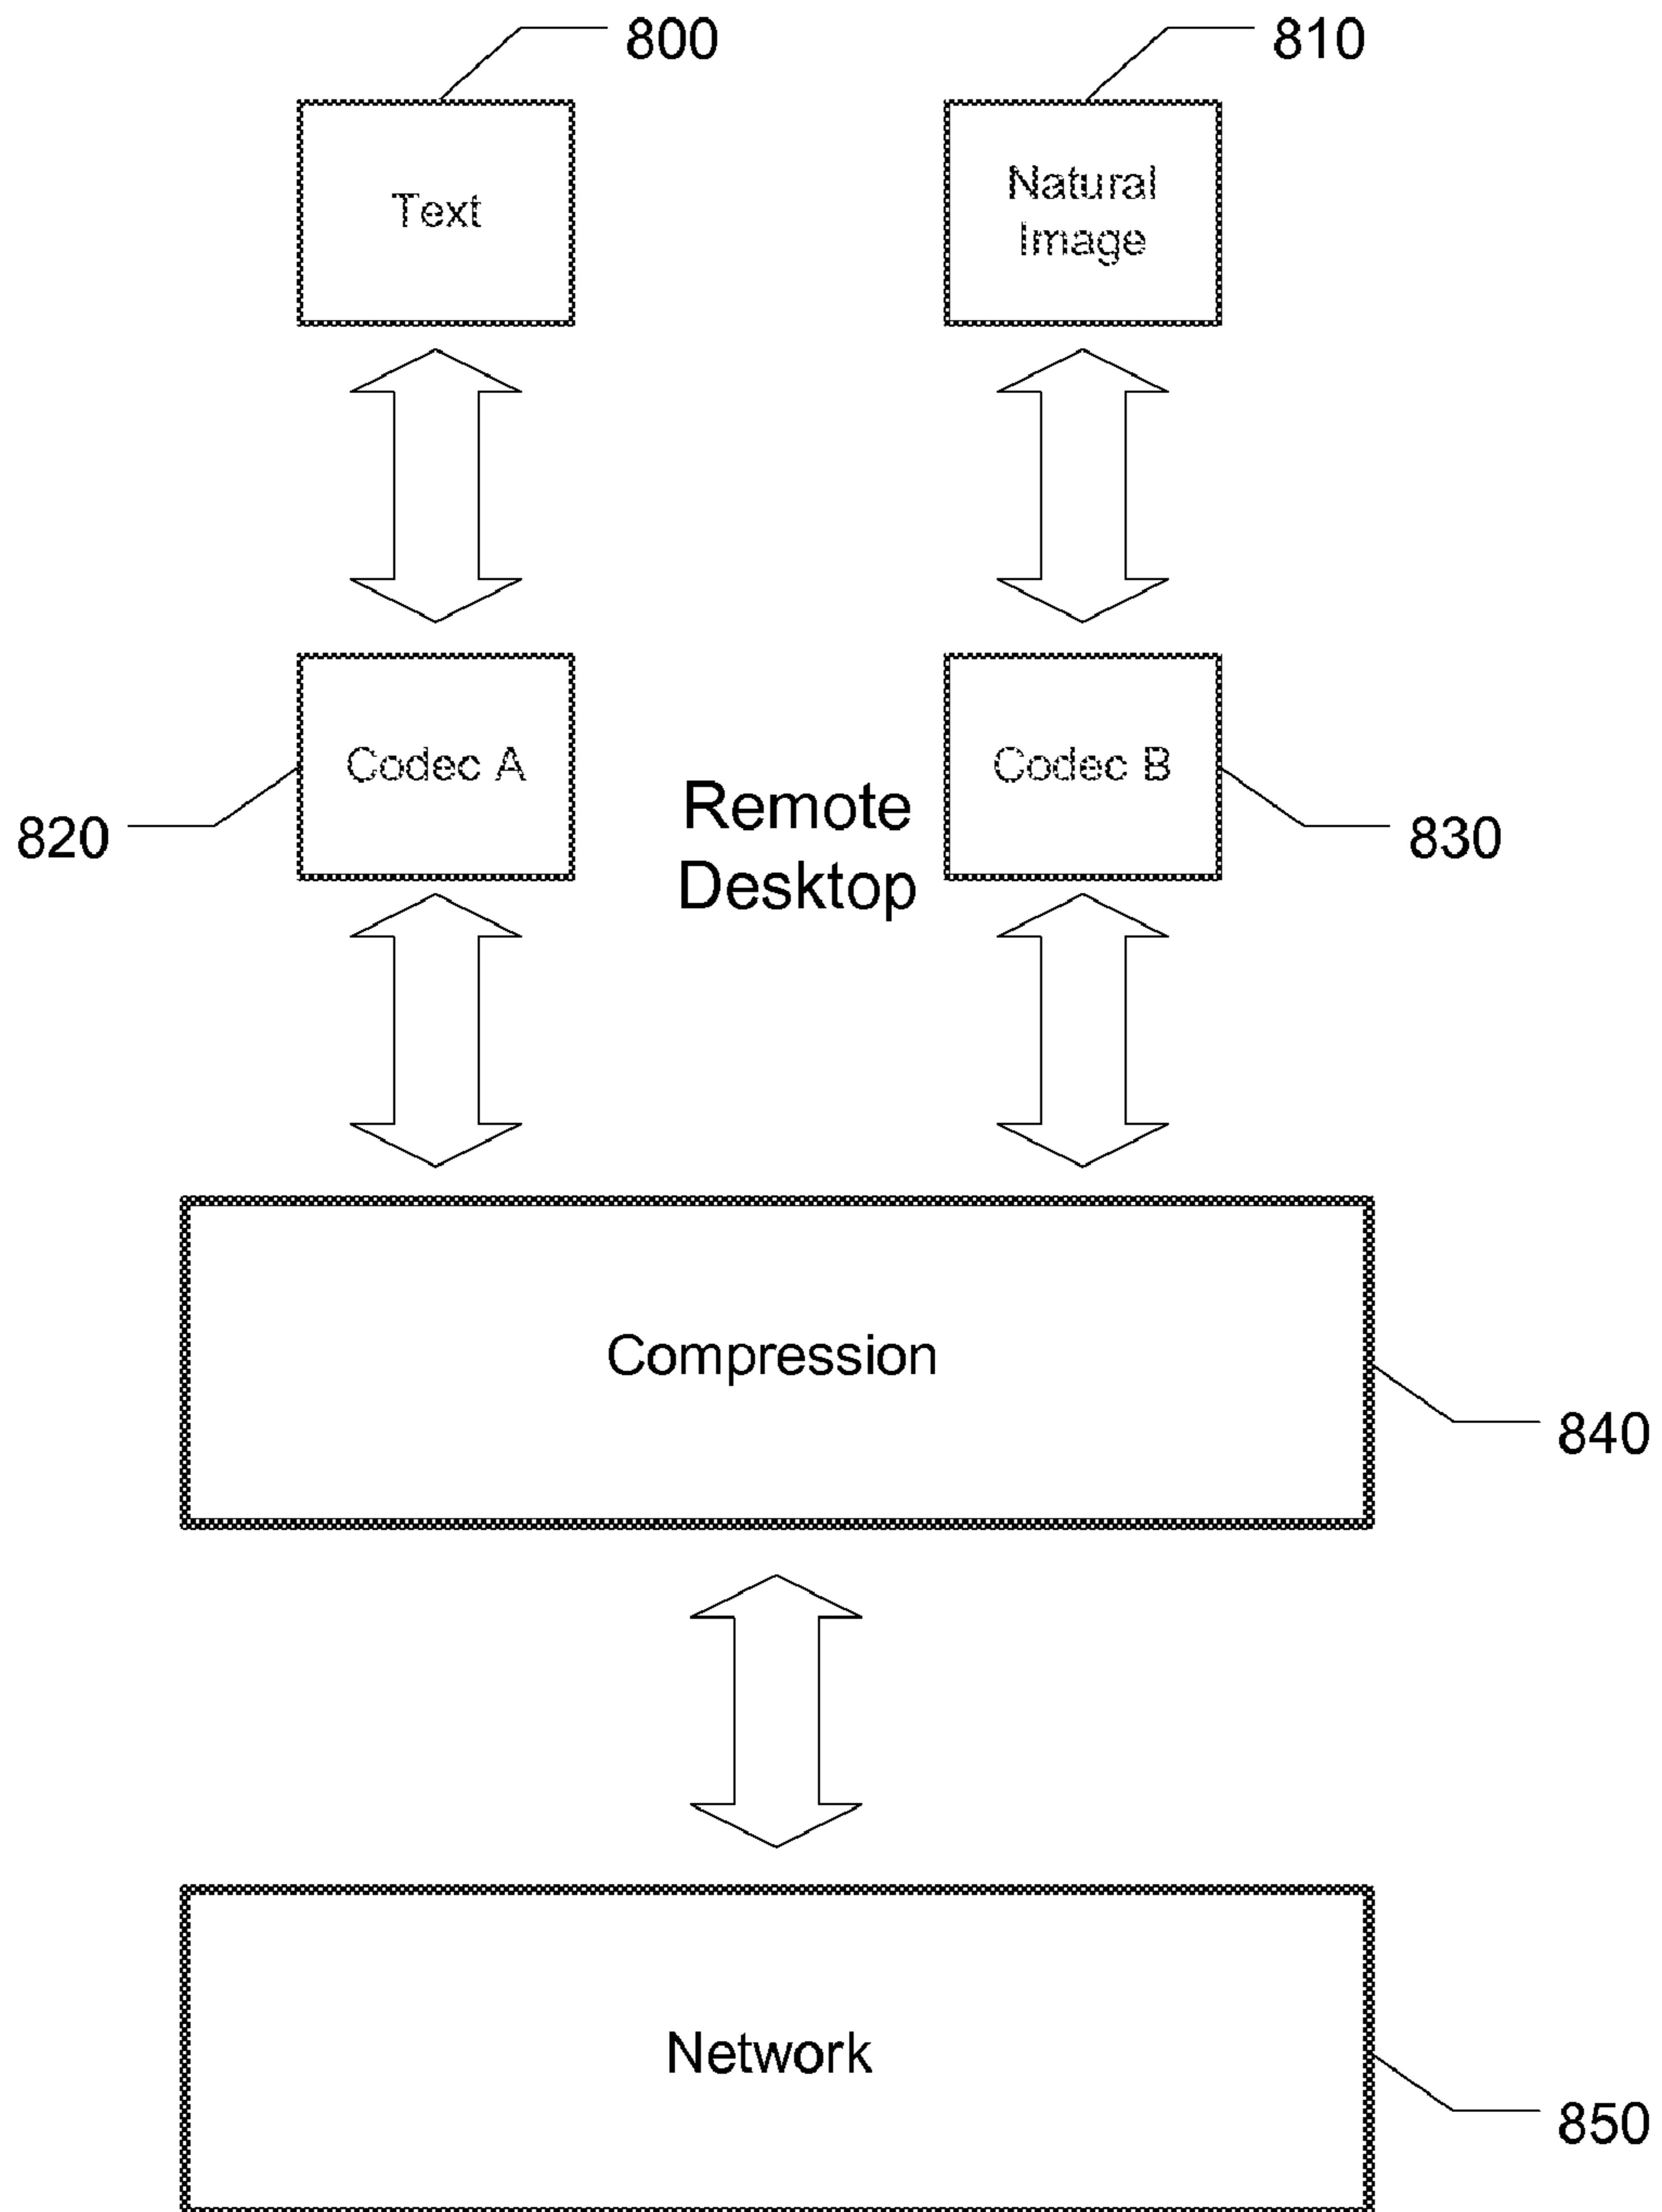 800
810
Text
Natural
Image
Codec A
Codec B
Remote
Desktop
820
830
Compression
840
Network
850